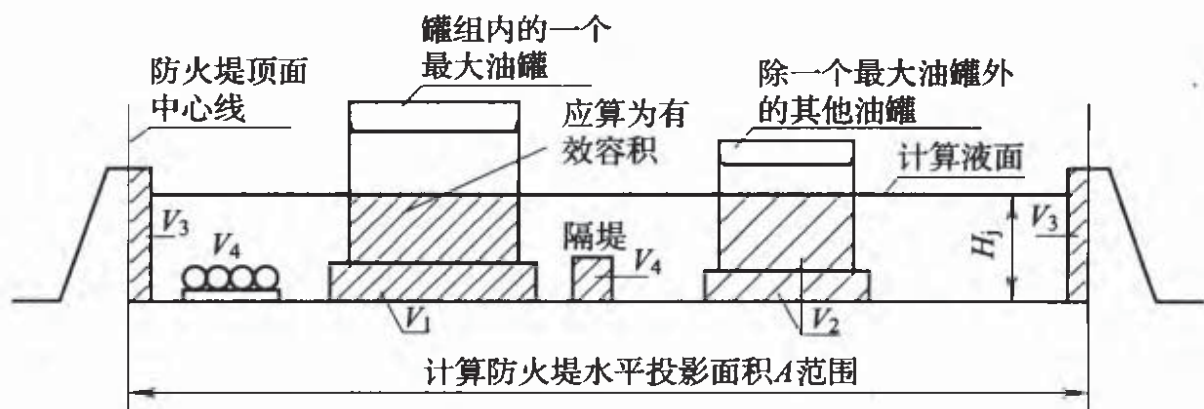 罐组内的一个
最大油罐
防火堤顶面
中心线
除一个最大油罐外
的其他油罐
应算为有
效容积
计算液面
V3
V4
隔堤
V4
Hj
V3
V1
V2
计算防火堤水平投影面积A范围